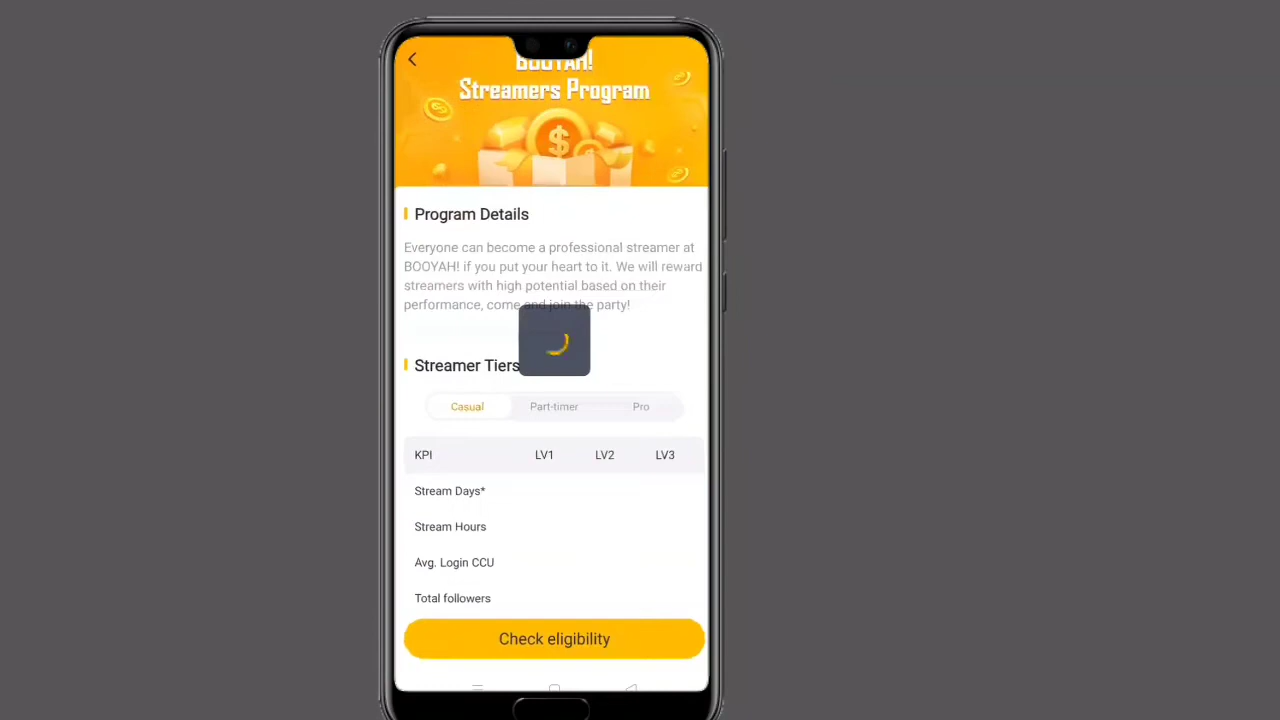 BOOYAH!
Streamers Program
Program Details
Everyone can become a professional streamer at
BOOYAH! if you put your heart to it. We will reward
streamers with high potential based on their
performance, come and join the party!
Streamer Tiers
Casual Part-timer Pro
KPI LV1 LV2 LV3
Stream Days*
Stream Hours
Avg. Login CCU
Total followers
Check eligibility